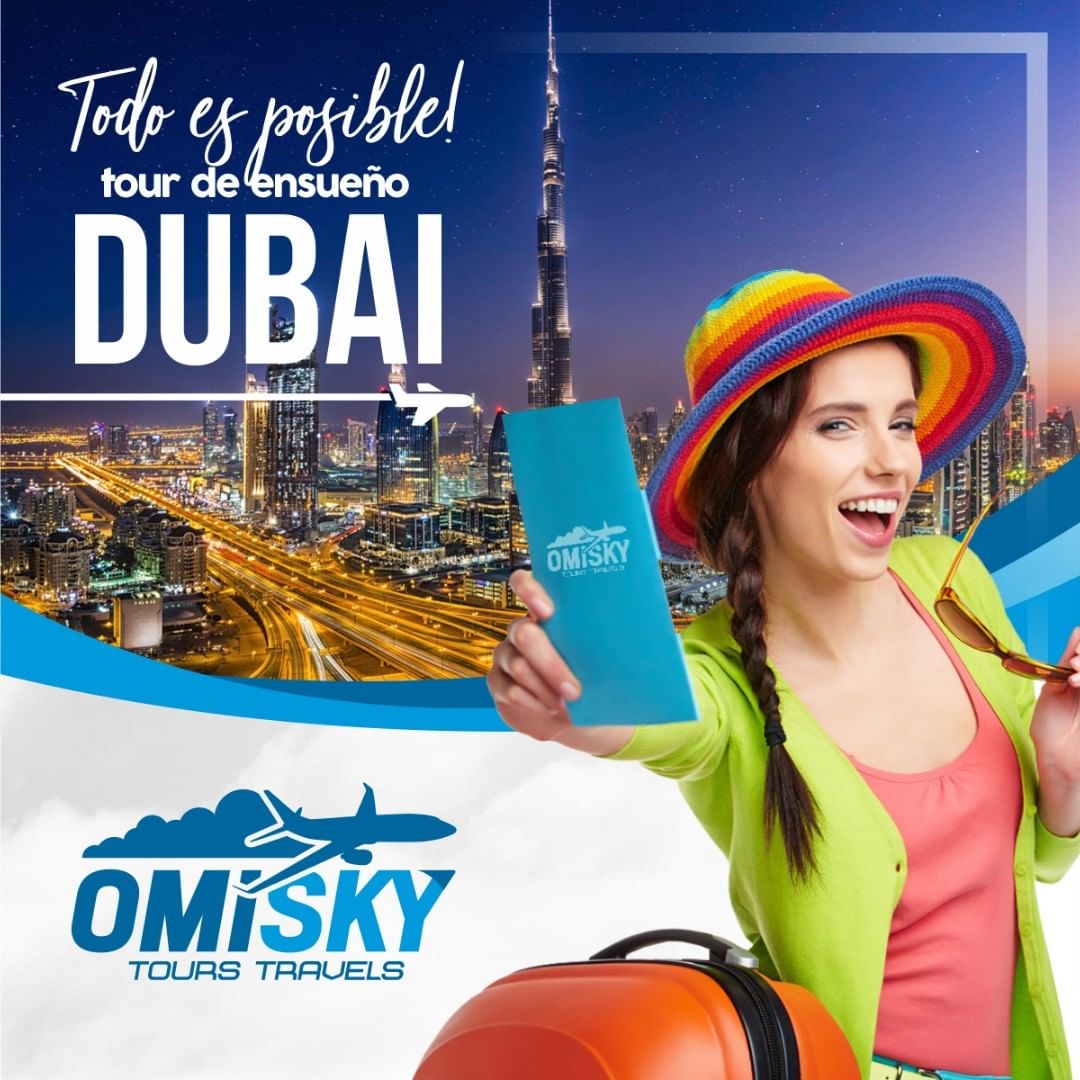 Todo es posible!
tour de ensueño
DUBAI
OMiSKY
TOURS TRAVELS
OMiSKY
TOURS TRAVELS